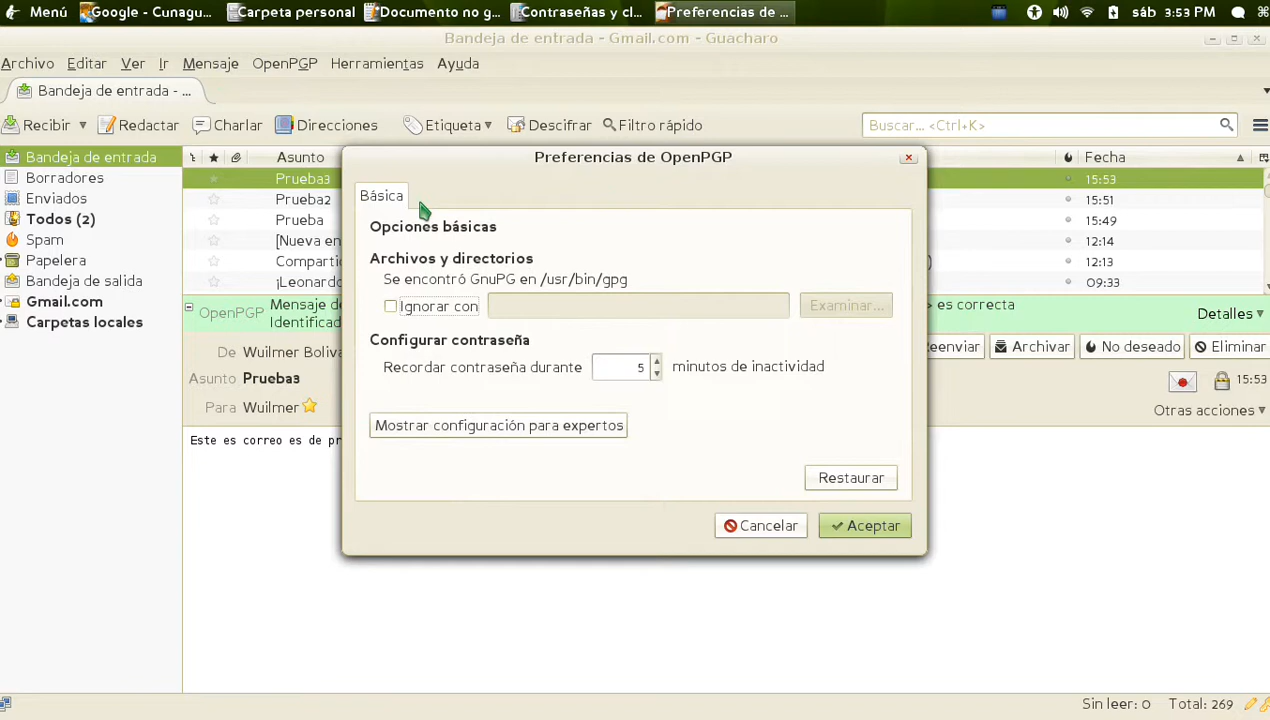 Menú Google - Cunagu... Carpeta personal Documento no g... Contraseñas y cl... Preferencias de ... sáb 3:53 PM
Bandeja de entrada - Gmail.com - Guacharo
Archivo Editar Ver Ir Mensaje OpenPGP Herramientas Ayuda
Bandeja de entrada - ...
Recibir Redactar Charlar Direcciones Etiqueta Descifrar Filtro rápido Buscar... <Ctrl+K>
Bandeja de entrada
Borradores
Enviados
Todos (2)
Spam
Papelera
Bandeja de salida
Gmail.com
Carpetas locales
Asunto Fecha
Prueba3 15:53
Prueba2 15:51
Prueba 15:49
[Nueva en 12:14
Compartio 12:13
¡Leonardo 09:33
OpenPGP Mensaje de
Identificad
> es correcta
Detalles
De Wuilmer Boliva
eenviar Archivar No deseado Eliminar
Asunto Prueba3 15:53
Para Wuilmer Otras acciones
Este es correo es de pr
Preferencias de OpenPGP
Básica
Opciones básicas
Archivos y directorios
Se encontró GnuPG en /usr/bin/gpg
Ignorar con Examinar...
Configurar contraseña
Recordar contraseña durante 5 minutos de inactividad
Mostrar configuración para expertos
Restaurar
Cancelar Aceptar
Sin leer: 0 Total: 269